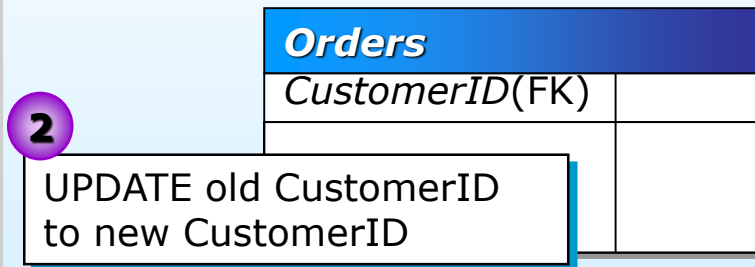 Orders
CustomerID(FK)
2
UPDATE old CustomerID
to new CustomerID